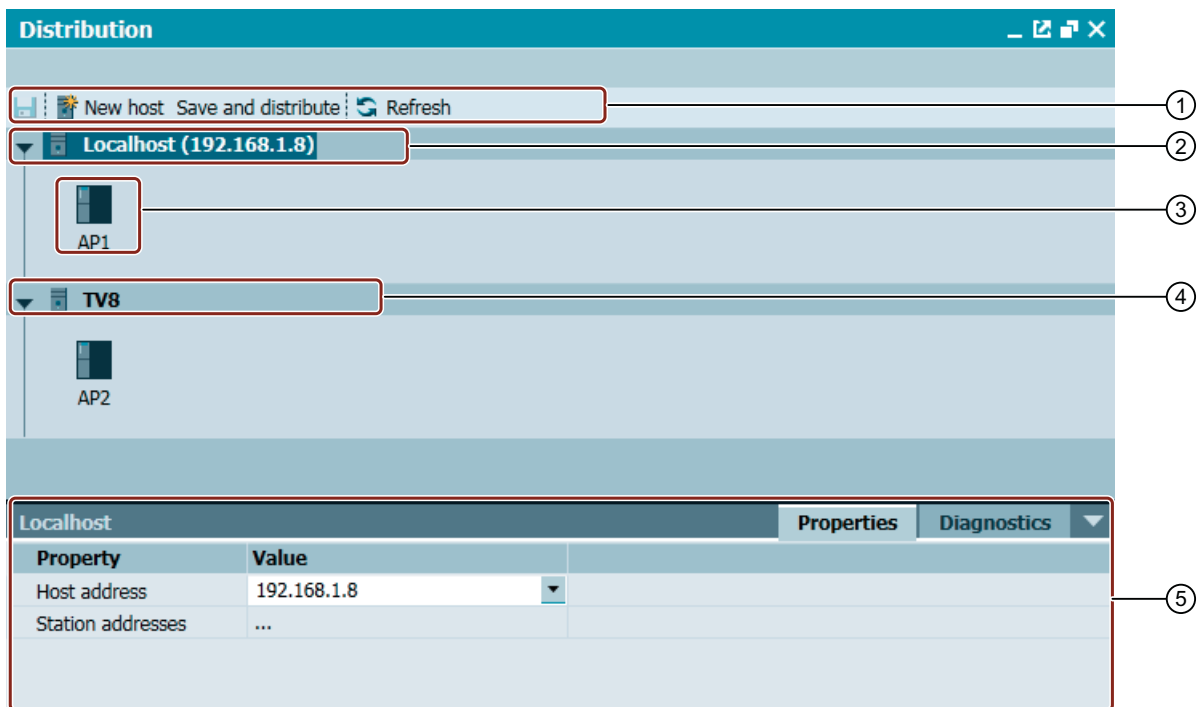 Distribution
New host Save and distribute Refresh
1
Localhost (192.168.1.8)
2
3
AP1
TV8
4
AP2
Localhost Properties Diagnostics
Property Value
Host address 192.168.1.8
5
Station addresses ...